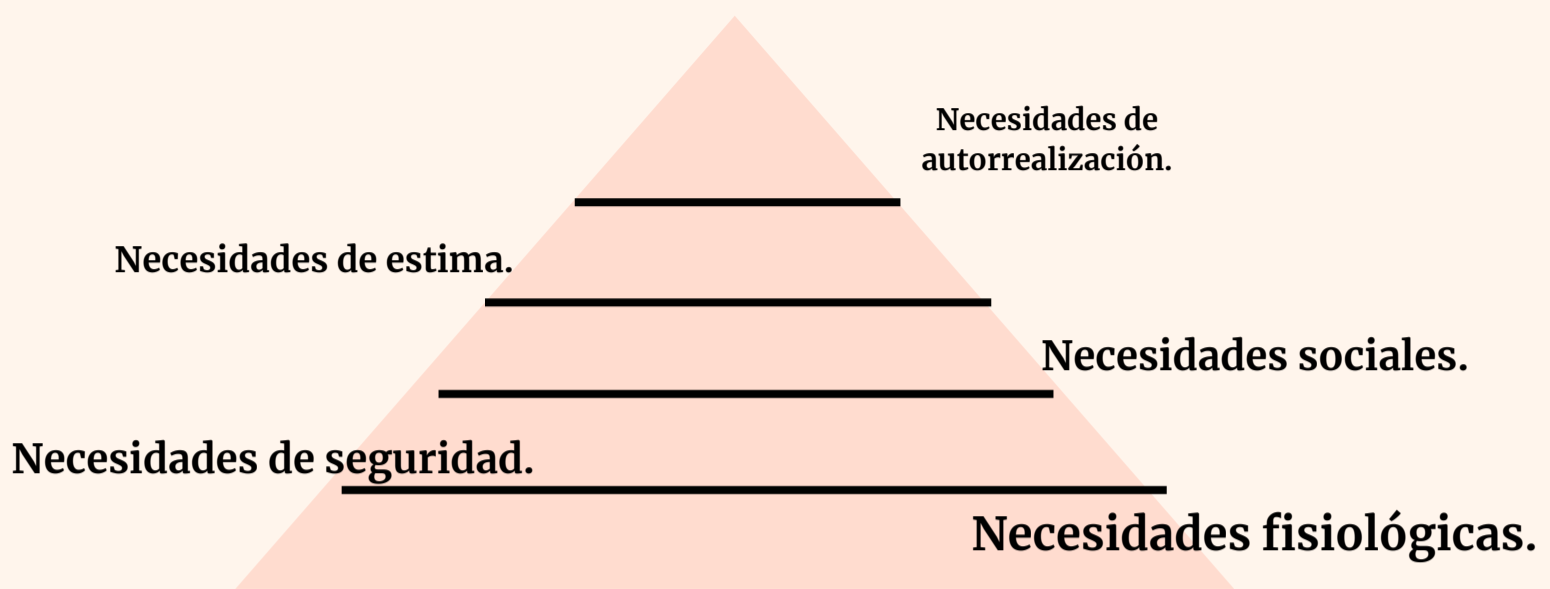 Necesidades de
autorrealización.
Necesidades de estima.
Necesidades sociales.
Necesidades de seguridad.
Necesidades fisiológicas.